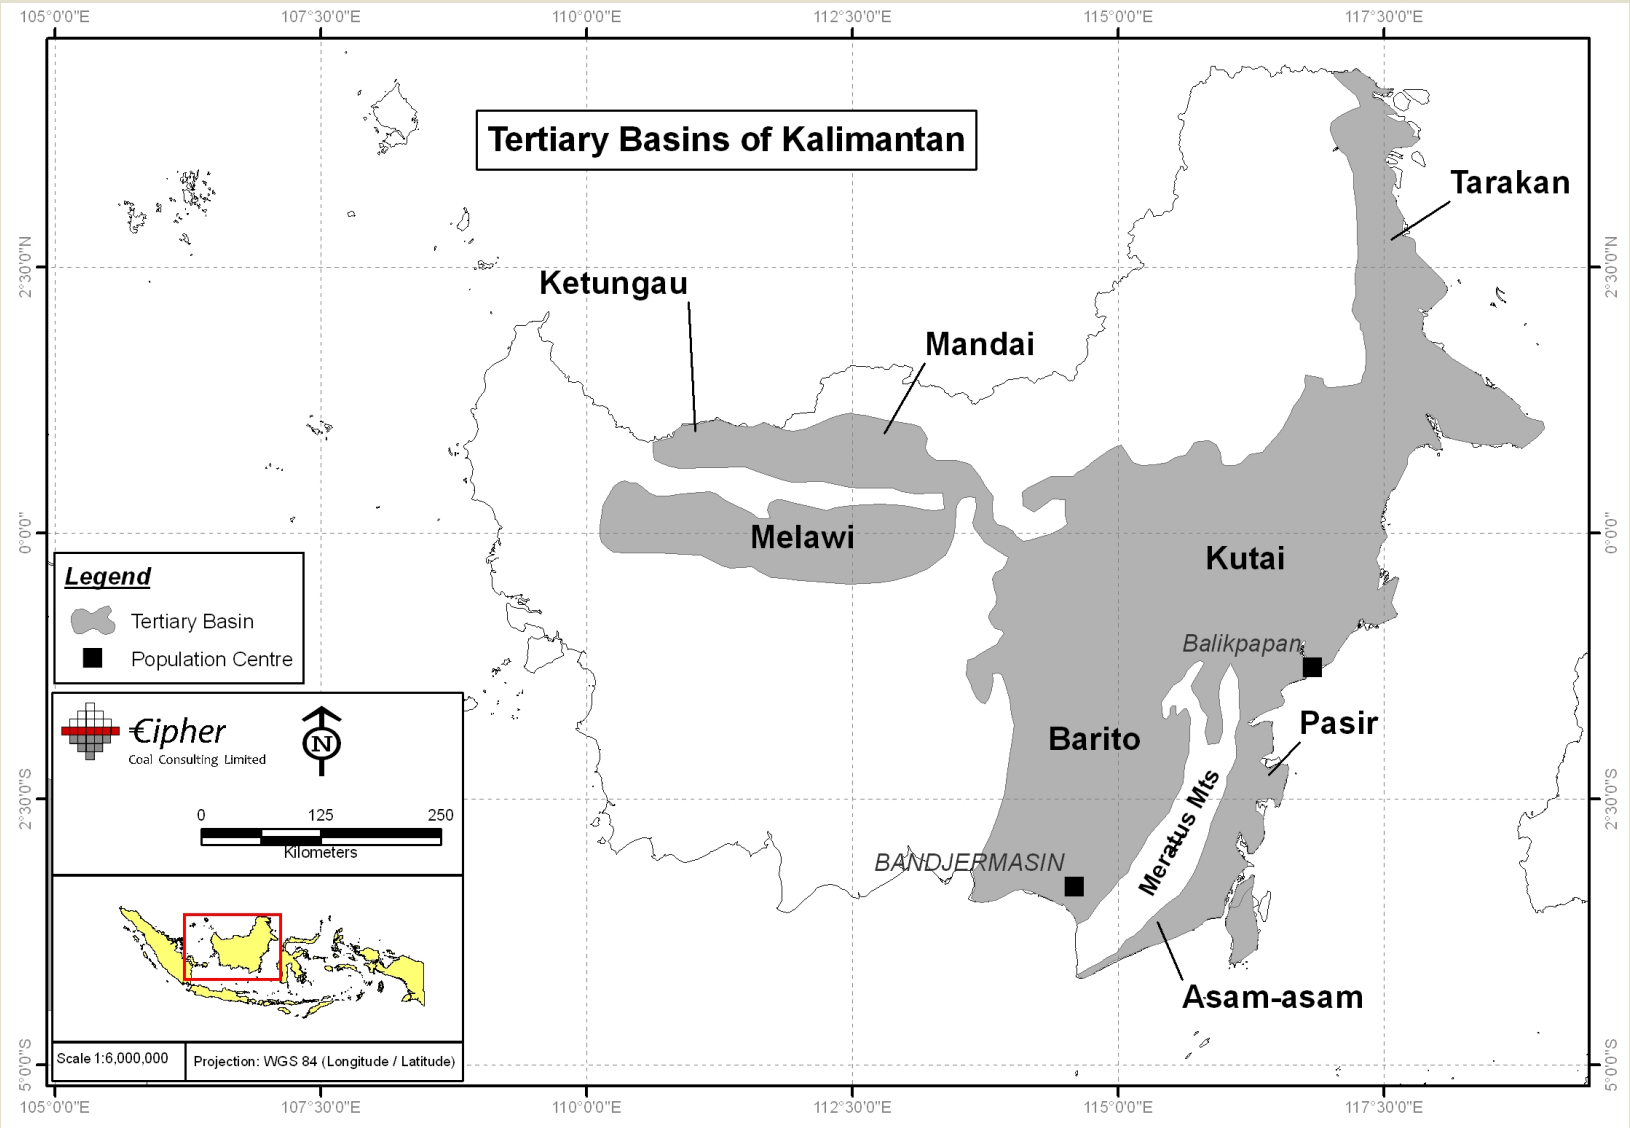 105°0'0"E 107°30'0"E 110°0'0"E 112°30'0"E 115°0'0"E 117°30'0"E
Tertiary Basins of Kalimantan
Tarakan
2°30'0"N
2°30'0"N
Ketungau
Mandai
Melawi
0°0'0"
0°0'0"
Kutai
Legend
Tertiary Basin
Population Centre
Balikpapan
Pasir
Barito
€ipher
Coal Consulting Limited
N
Meratus Mts
2°30'0"S
2°30'0"S
0 125 250
Kilometers
BANDJERMASIN
Asam-asam
Scale 1:6,000,000
Projection: WGS 84 (Longitude / Latitude)
5°0'0"S
5°0'0"S
105°0'0"E 107°30'0"E 110°0'0"E 112°30'0"E 115°0'0"E 117°30'0"E